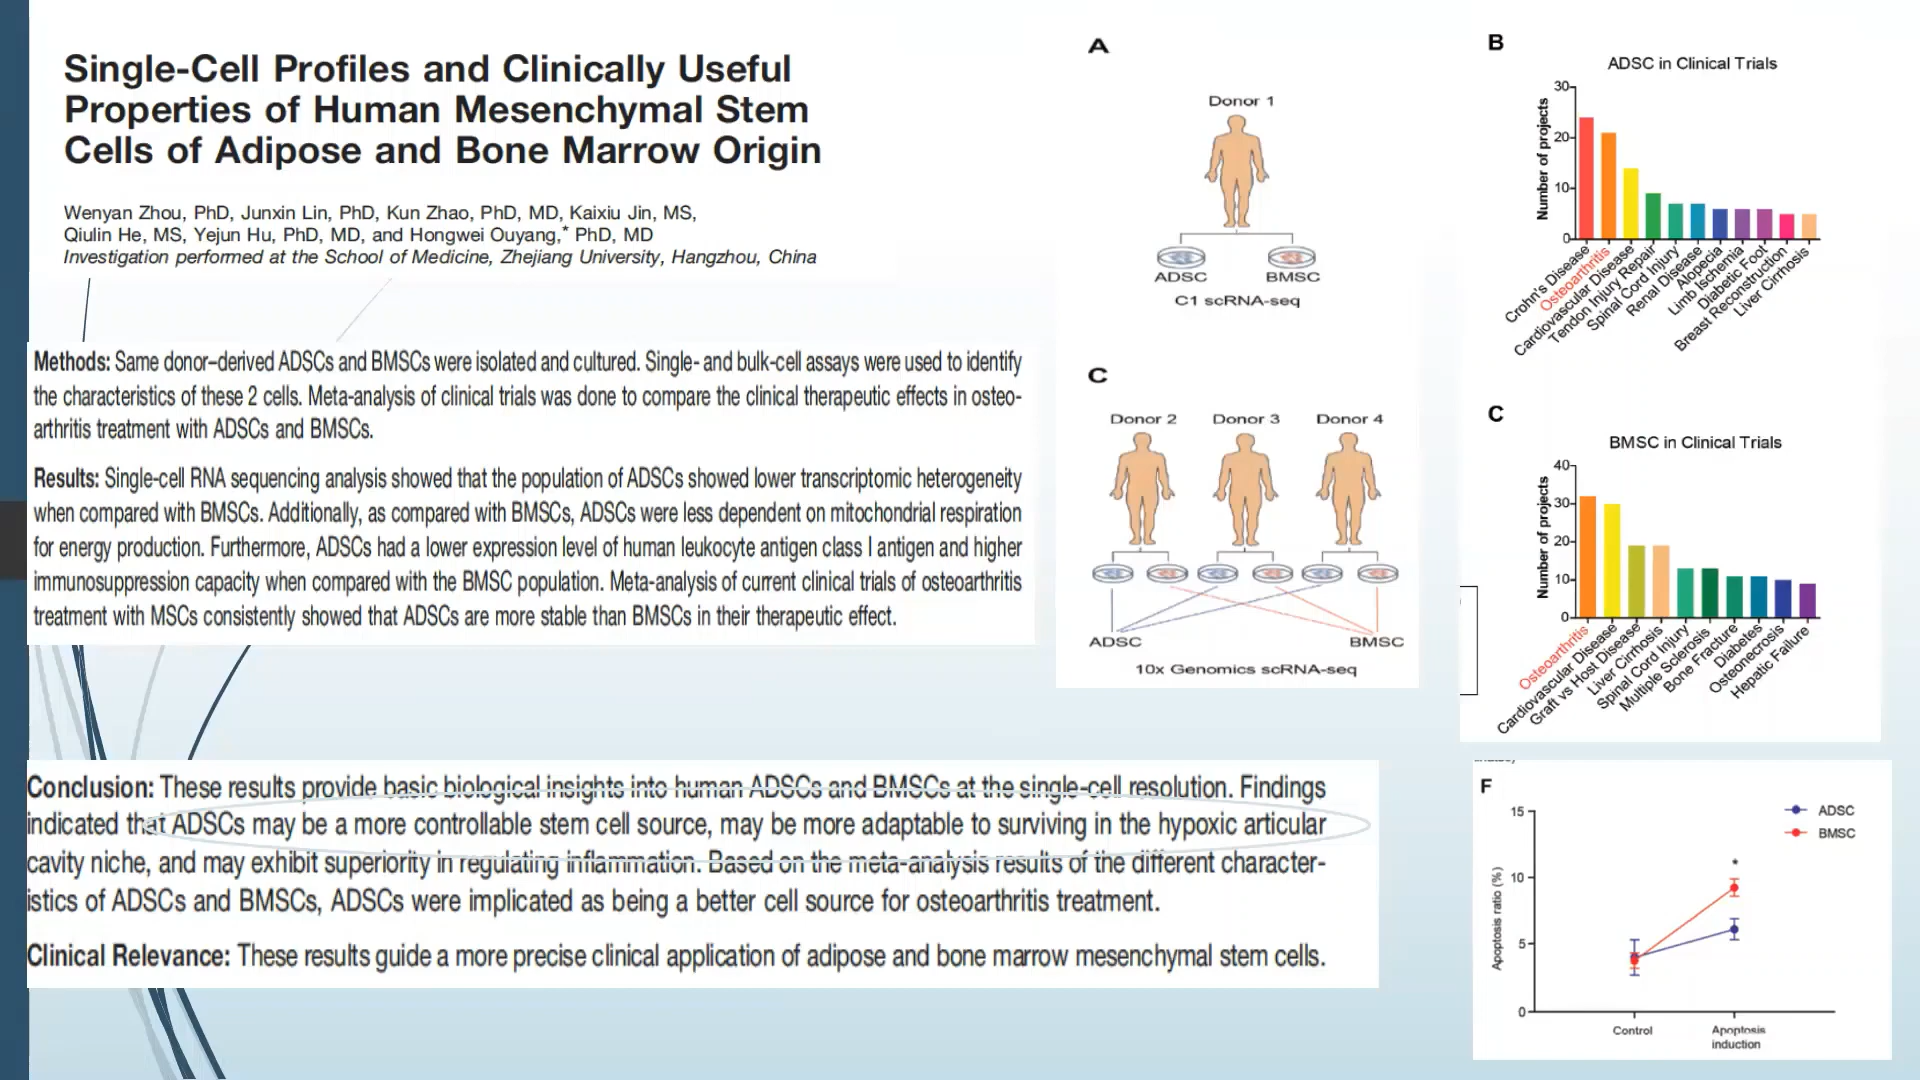 Single-Cell Profiles and Clinically Useful
Properties of Human Mesenchymal Stem
Cells of Adipose and Bone Marrow Origin
Wenyan Zhou, PhD, Junxin Lin, PhD, Kun Zhao, PhD, MD, Kaixiu Jin, MS,
Qiulin He, MS, Yejun Hu, PhD, MD, and Hongwei Ouyang,* PhD, MD
Investigation performed at the School of Medicine, Zhejiang University, Hangzhou, China
Methods: Same donor–derived ADSCs and BMSCs were isolated and cultured. Single- and bulk-cell assays were used to identify
the characteristics of these 2 cells. Meta-analysis of clinical trials was done to compare the clinical therapeutic effects in osteo-
arthritis treatment with ADSCs and BMSCs.
Results: Single-cell RNA sequencing analysis showed that the population of ADSCs showed lower transcriptomic heterogeneity
when compared with BMSCs. Additionally, as compared with BMSCs, ADSCs were less dependent on mitochondrial respiration
for energy production. Furthermore, ADSCs had a lower expression level of human leukocyte antigen class I antigen and higher
immunosuppression capacity when compared with the BMSC population. Meta-analysis of current clinical trials of osteoarthritis
treatment with MSCs consistently showed that ADSCs are more stable than BMSCs in their therapeutic effect.
Conclusion: These results provide basic biological insights into human ADSCs and BMSCs at the single-cell resolution. Findings
indicated that ADSCs may be a more controllable stem cell source, may be more adaptable to surviving in the hypoxic articular
cavity niche, and may exhibit superiority in regulating inflammation. Based on the meta-analysis results of the different character-
istics of ADSCs and BMSCs, ADSCs were implicated as being a better cell source for osteoarthritis treatment.
Clinical Relevance: These results guide a more precise clinical application of adipose and bone marrow mesenchymal stem cells.
A
Donor 1
ADSC BMSC
C1 scRNA-seq
C
Donor 2 Donor 3 Donor 4
ADSC BMSC
10x Genomics scRNA-seq
B
ADSC in Clinical Trials
Number of projects
30
20
10
0
Crohn's Disease
Osteoarthritis
Cardiovascular Disease
Tendon Injury Repair
Spinal Cord Injury
Renal Disease
Alopecia
Limb Ischemia
Diabetic Foot
Breast Reconstruction
Liver Cirrhosis
C
BMSC in Clinical Trials
Number of projects
40
30
20
10
0
Osteoarthritis
Cardiovascular Disease
Graft vs Host Disease
Liver Cirrhosis
Spinal Cord Injury
Multiple Sclerosis
Bone Fracture
Diabetes
Osteonecrosis
Hepatic Failure
F
ADSC
BMSC
Apoptosis ratio (%)
15
10
5
0
*
Control
Apoptosis
induction